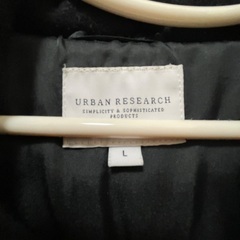 URBAN RESEARCH
SIMPLICITY & SOPHISTICATED
PRODUCTS
L